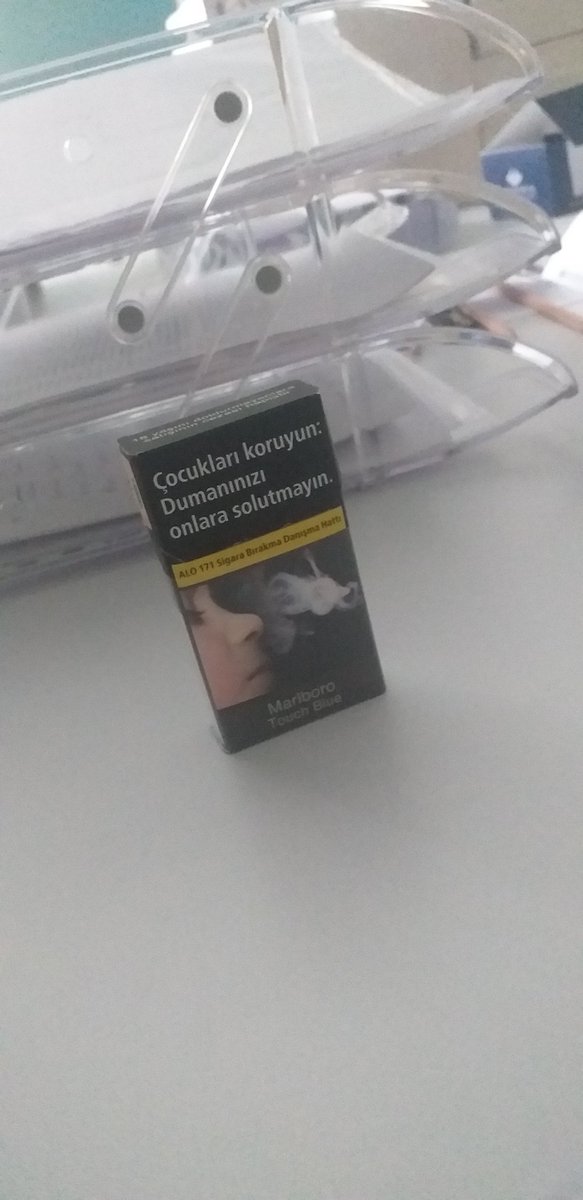 Çocukları koruyun:
Dumanınızı
onlara solutmayın.
ALO 171 Sigara Bırakma Danışma Hattı
Marlboro
Touch Blue